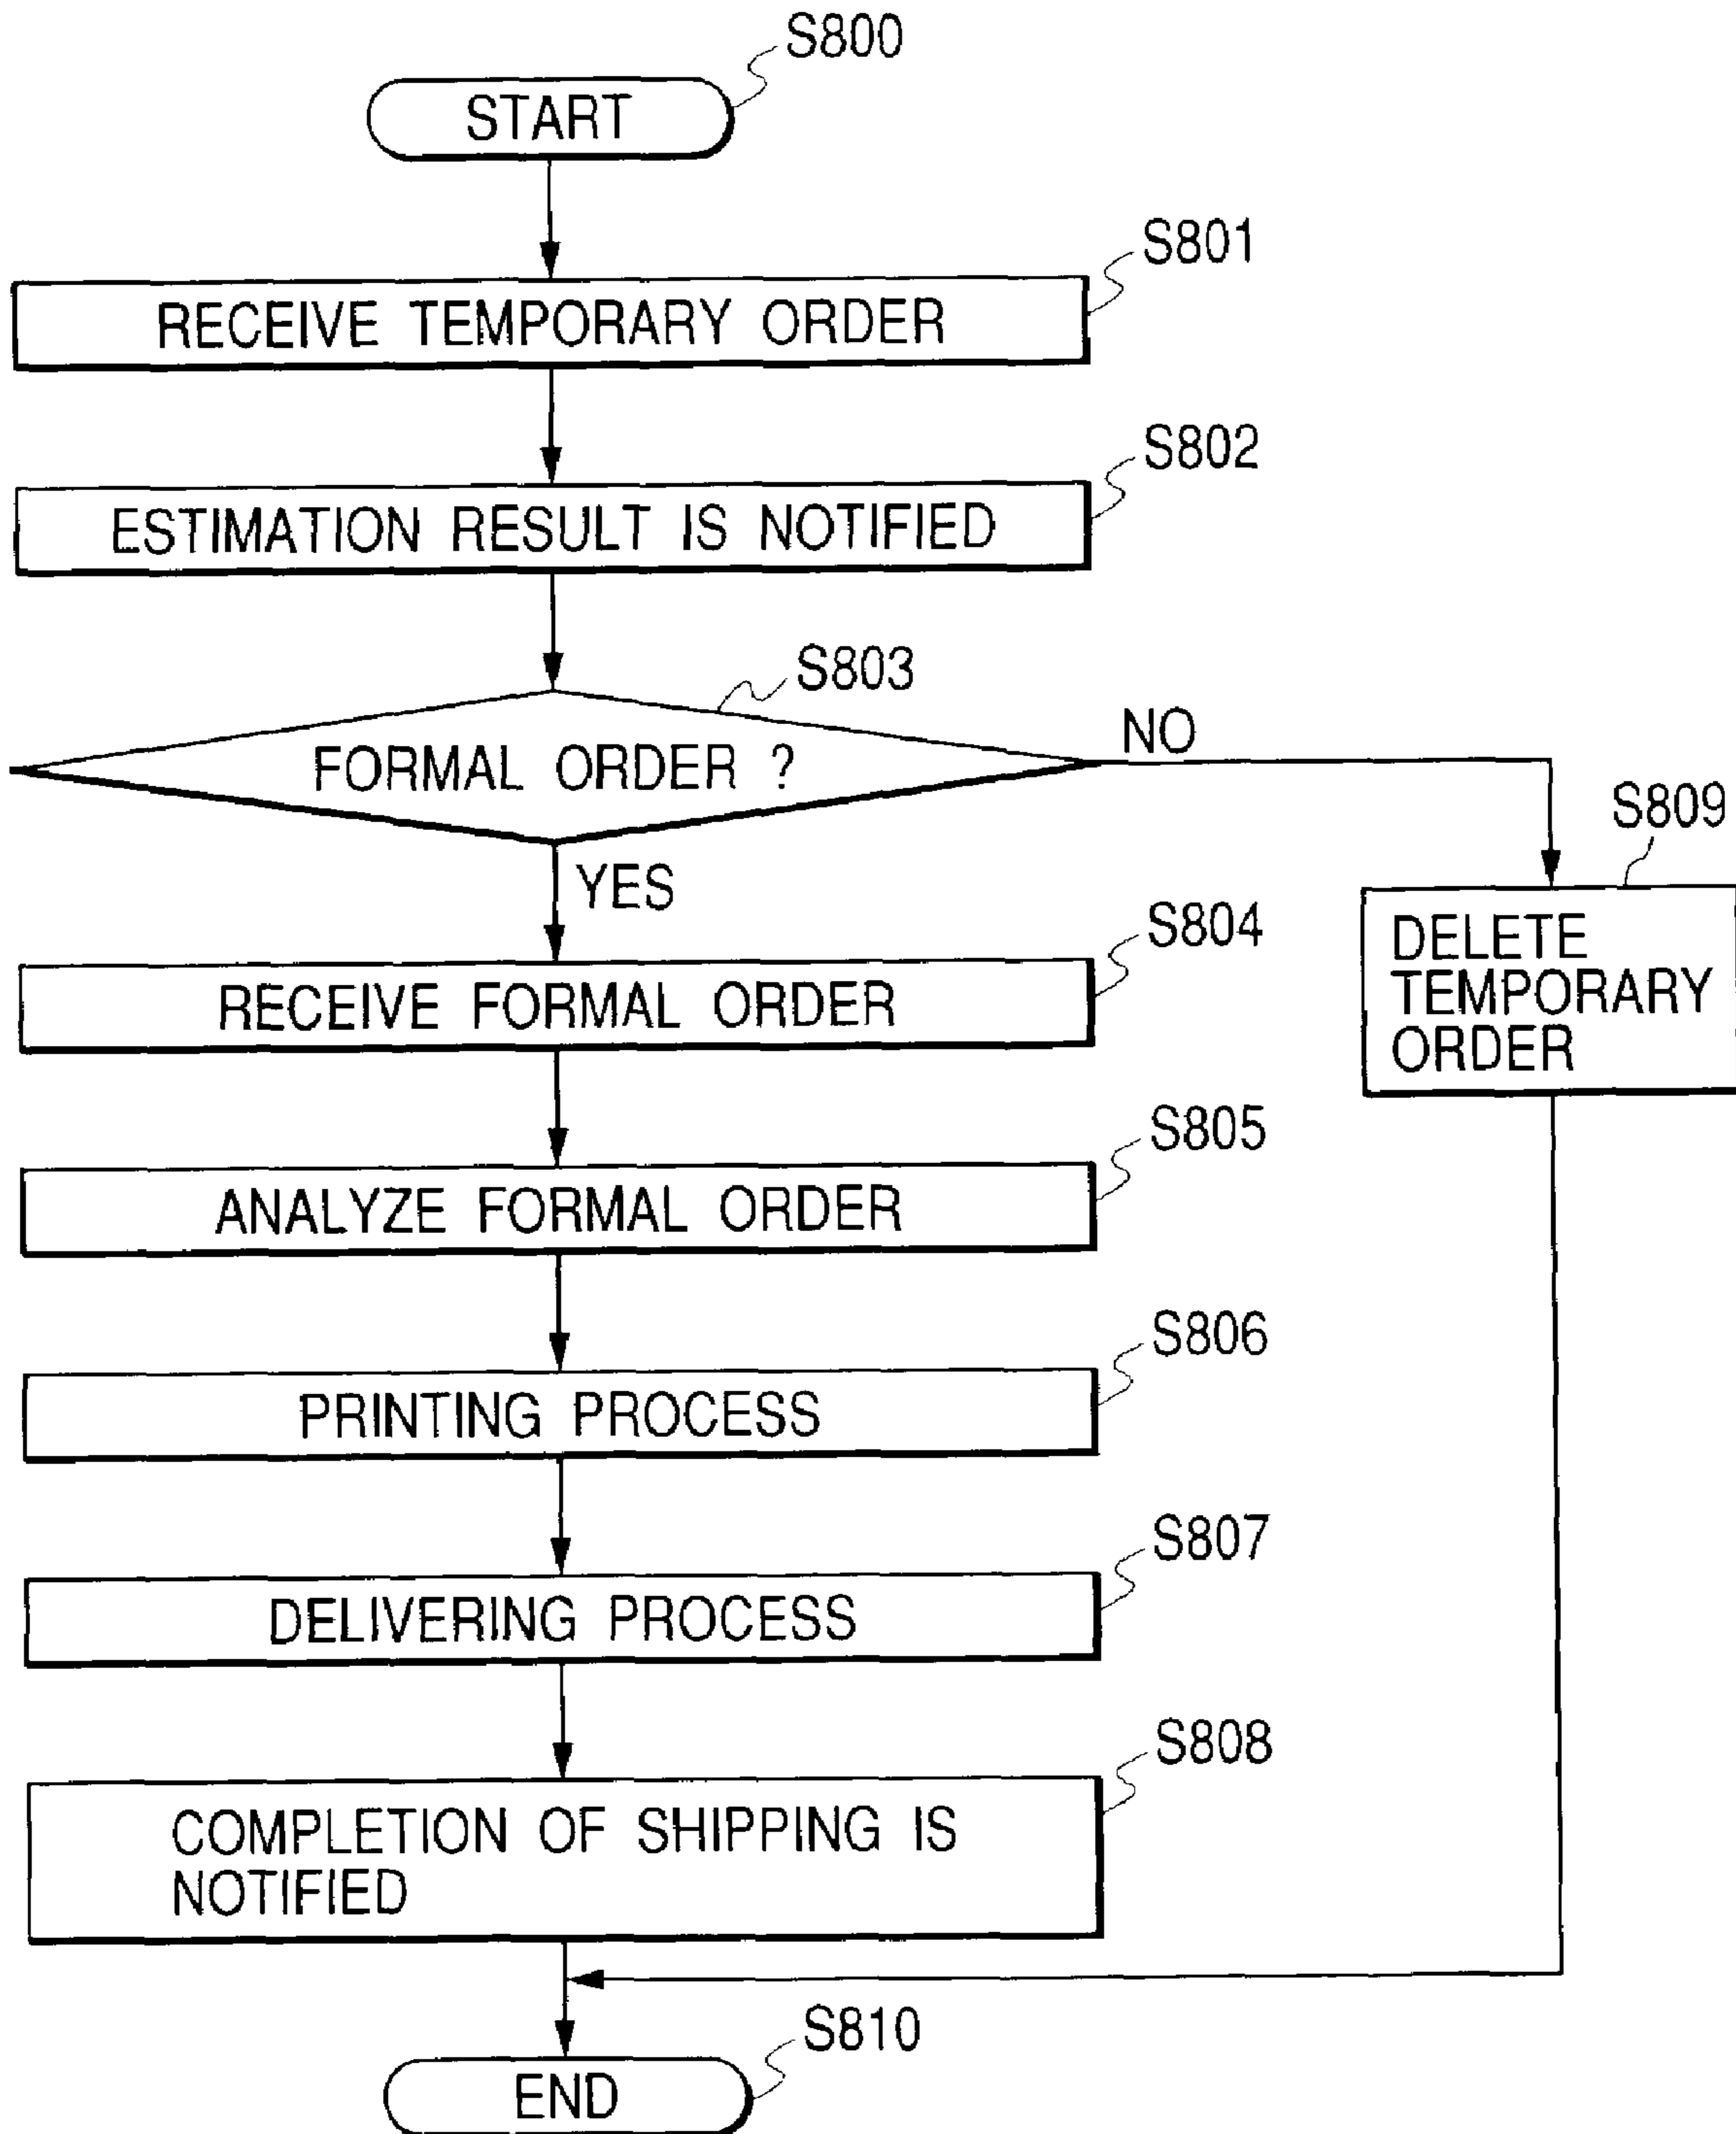 S800
START
S801
RECEIVE TEMPORARY ORDER
S802
ESTIMATION RESULT IS NOTIFIED
S803
FORMAL ORDER ?
NO
YES
S809
DELETE
TEMPORARY
ORDER
S804
RECEIVE FORMAL ORDER
S805
ANALYZE FORMAL ORDER
S806
PRINTING PROCESS
S807
DELIVERING PROCESS
S808
COMPLETION OF SHIPPING IS
NOTIFIED
S810
END